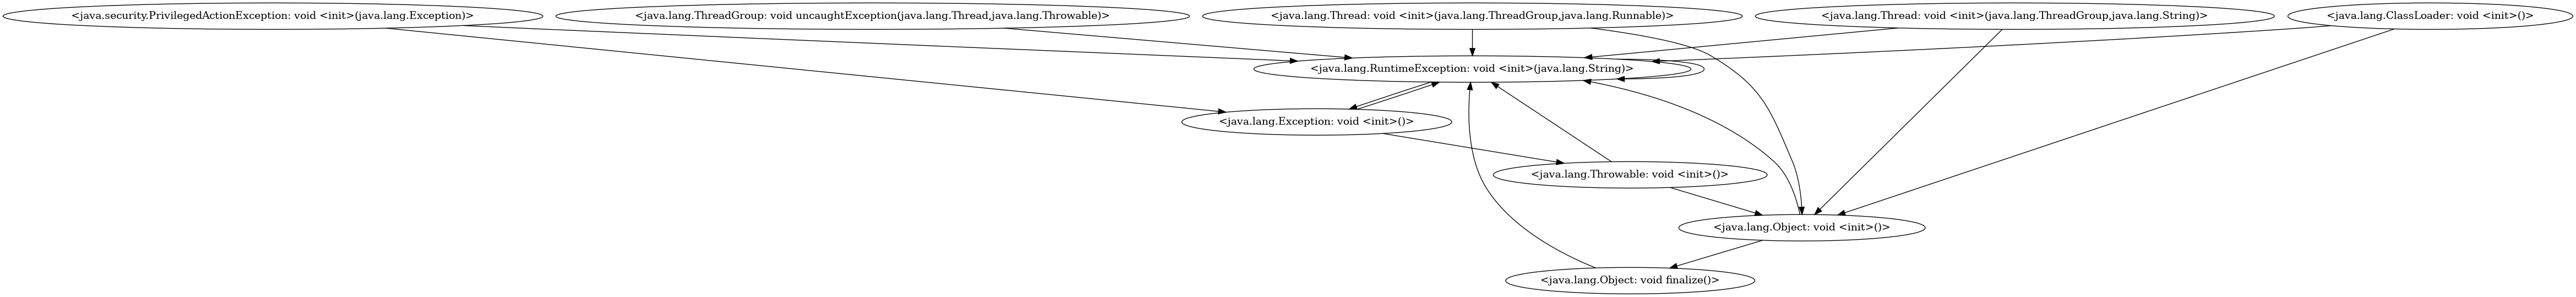 <java.security.PrivilegedActionException: void <init>(java.lang.Exception)>
<java.lang.ThreadGroup: void uncaughtException(java.lang.Thread,java.lang.Throwable)>
<java.lang.Thread: void <init>(java.lang.ThreadGroup,java.lang.Runnable)>
<java.lang.Thread: void <init>(java.lang.ThreadGroup,java.lang.String)>
<java.lang.ClassLoader: void <init>()>
<java.lang.RuntimeException: void <init>(java.lang.String)>
<java.lang.Exception: void <init>()>
<java.lang.Throwable: void <init>()>
<java.lang.Object: void <init>()>
<java.lang.Object: void finalize()>